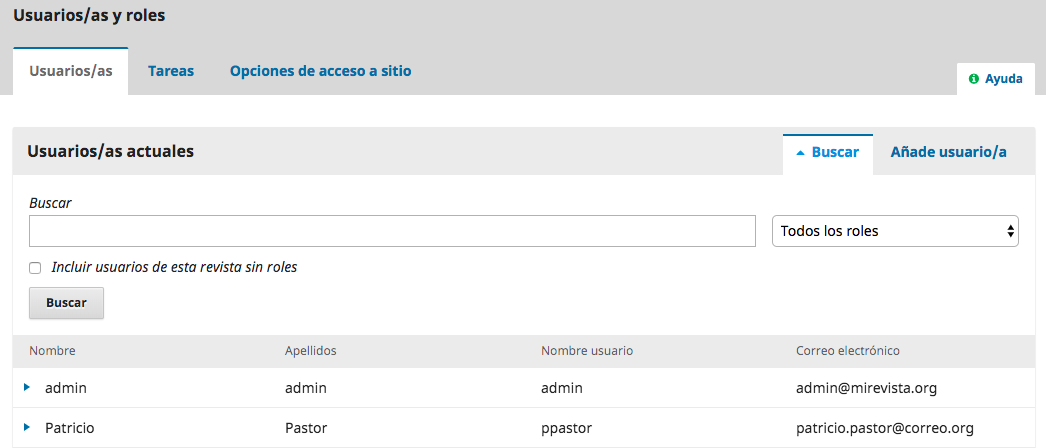 Usuarios/as y roles
Usuarios/as Tareas Opciones de acceso a sitio
Ayuda
Usuarios/as actuales Buscar Añade usuario/a
Buscar
Todos los roles
Incluir usuarios de esta revista sin roles
Buscar
Nombre Apellidos Nombre usuario Correo electrónico
admin admin admin admin@mirevista.org
Patricio Pastor ppastor patricio.pastor@correo.org